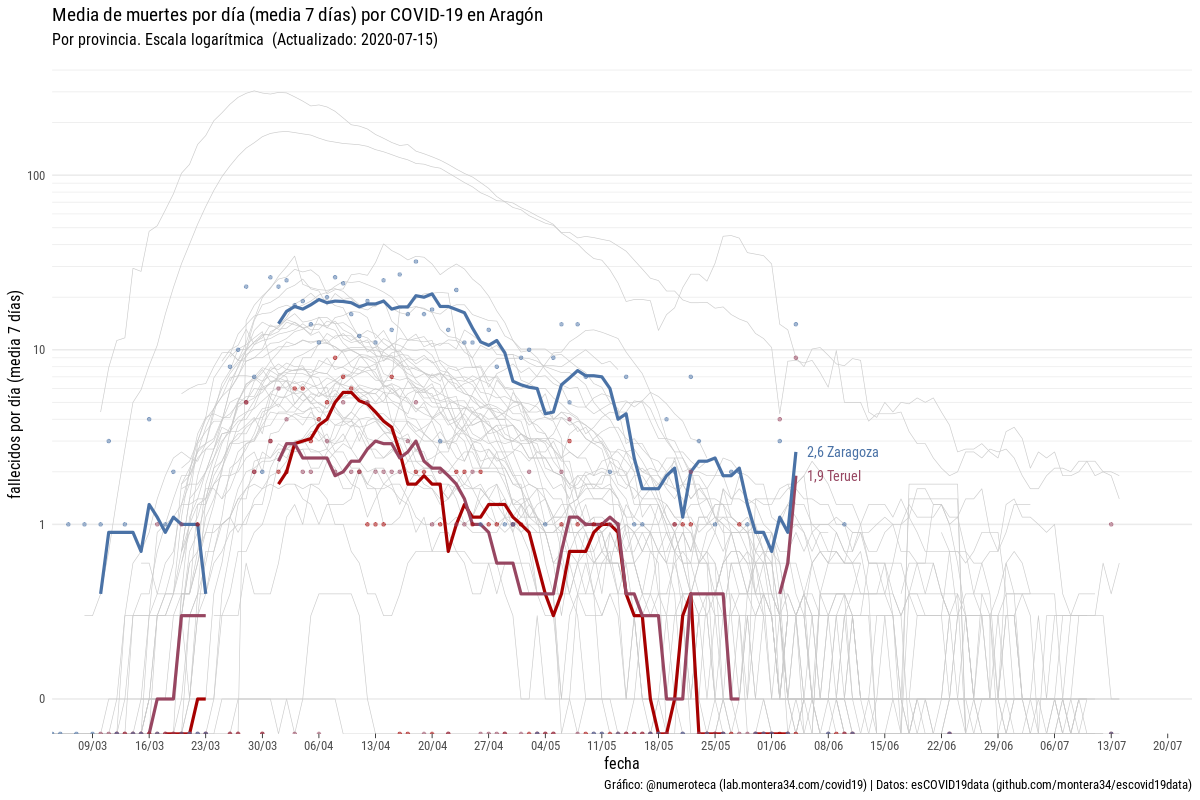 Media de muertes por día (media 7 días) por COVID-19 en Aragón
Por provincia. Escala logarítmica  (Actualizado: 2020-07-15)
fallecidos por día (media  7 días)
100
10
1
0
2,6 Zaragoza
1,9 Teruel
09/03 16/03 23/03 30/03 06/04 13/04 20/04 27/04 04/05 11/05 18/05 25/05 01/06 08/06 15/06 22/06 29/06 06/07 13/07 20/07
fecha
Gráfico: @numeroteca (lab.montera34.com/covid19) | Datos: esCOVID19data (github.com/montera34/escovid19data)